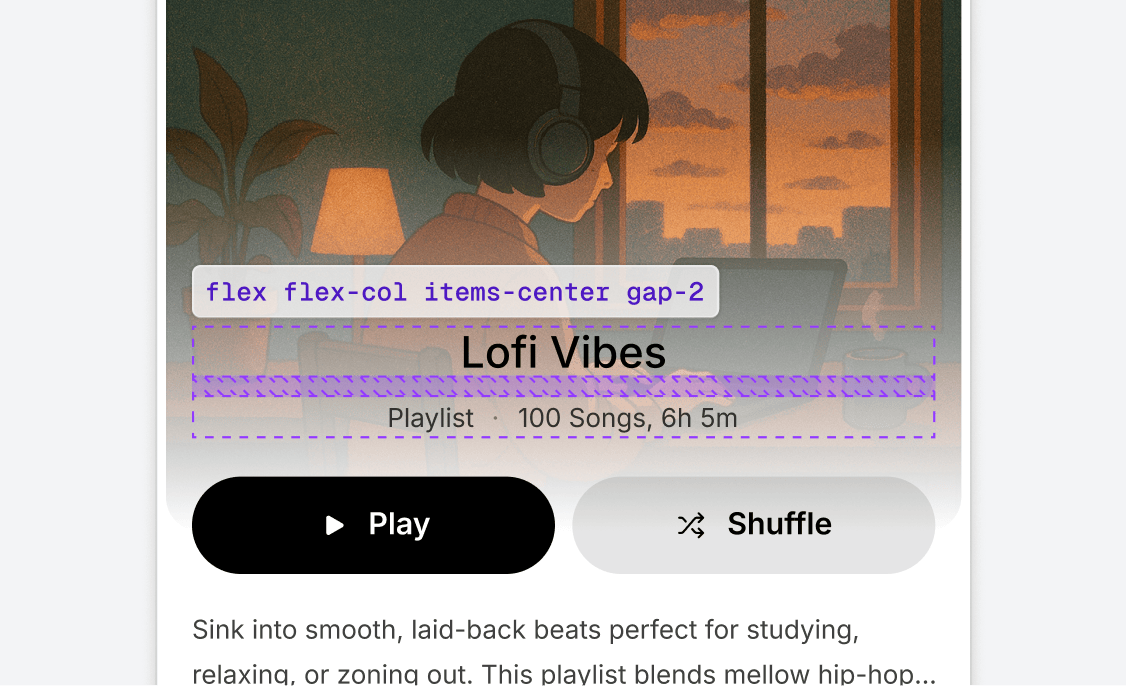 flex flex-col items-center gap-2
Lofi Vibes
Playlist · 100 Songs, 6h 5m
Play
Shuffle
Sink into smooth, laid-back beats perfect for studying,
relaxing, or zoning out. This playlist blends mellow hip-hop...